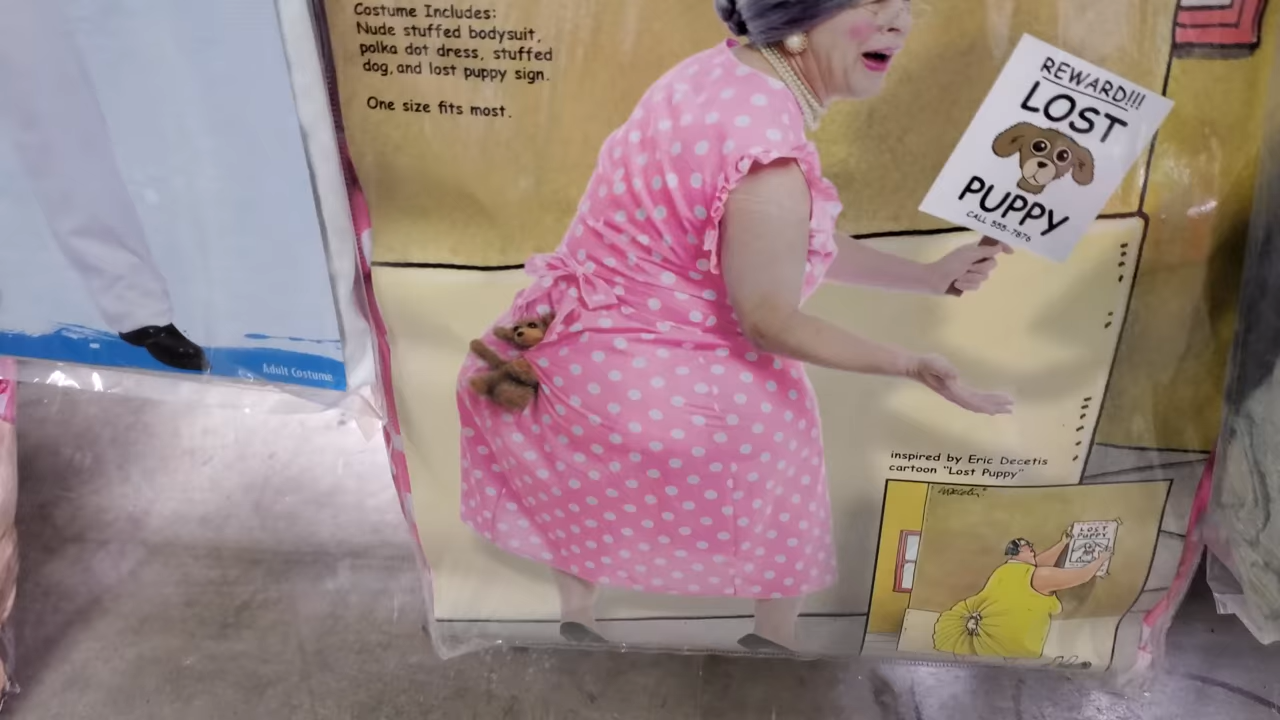 Costume Includes:
Nude stuffed bodysuit,
polka dot dress, stuffed
dog, and lost puppy sign.
One size fits most.
REWARD!!!
LOST
PUPPY
CALL 555-7876
Adult Costume
inspired by Eric Decetis
cartoon "Lost Puppy"
LOST
PUPPY